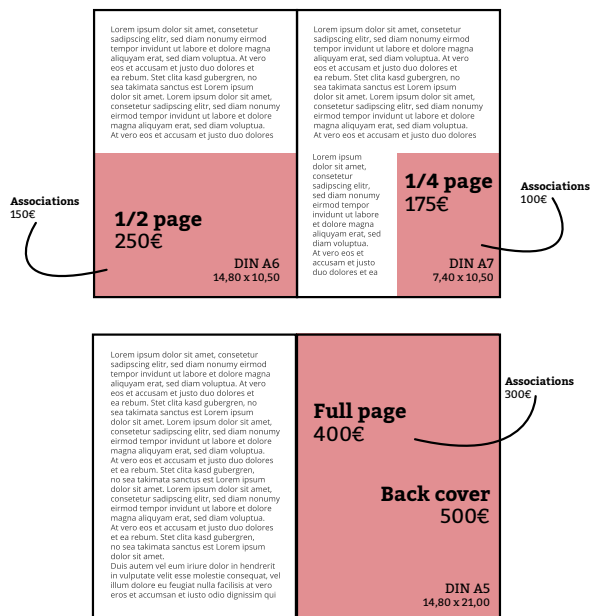 Lorem ipsum dolor sit amet, consetetur
sadipscing elitr, sed diam nonumy eirmod
tempor invidunt ut labore et dolore magna
aliquyam erat, sed diam voluptua. At vero
eos et accusam et justo duo dolores et
ea rebum. Stet clita kasd gubergren, no
sea takimata sanctus est Lorem ipsum
dolor sit amet. Lorem ipsum dolor sit amet,
consetetur sadipscing elitr, sed diam nonumy
eirmod tempor invidunt ut labore et dolore
magna aliquyam erat, sed diam voluptua.
At vero eos et accusam et justo duo dolores
Associations
150€
1/2 page
250€
DIN A6
14,80 x 10,50
Lorem ipsum dolor sit amet, consetetur
sadipscing elitr, sed diam nonumy eirmod
tempor invidunt ut labore et dolore magna
aliquyam erat, sed diam voluptua. At vero
eos et accusam et justo duo dolores et
ea rebum. Stet clita kasd gubergren, no
sea takimata sanctus est Lorem ipsum
dolor sit amet. Lorem ipsum dolor sit amet,
consetetur sadipscing elitr, sed diam nonumy
eirmod tempor invidunt ut labore et dolore
magna aliquyam erat, sed diam voluptua.
At vero eos et accusam et justo duo dolores
Lorem ipsum
dolor sit amet,
consetetur
sadipscing elitr,
sed diam nonumy
eirmod tempor
invidunt ut labore
et dolore magna
aliquyam erat, sed
diam voluptua.
At vero eos et
accusam et justo
duo dolores et ea
1/4 page
175€
DIN A7
7,40 x 10,50
Associations
100€
Lorem ipsum dolor sit amet, consetetur
sadipscing elitr, sed diam nonumy eirmod
tempor invidunt ut labore et dolore magna
aliquyam erat, sed diam voluptua. At vero
eos et accusam et justo duo dolores et
ea rebum. Stet clita kasd gubergren, no
sea takimata sanctus est Lorem ipsum
dolor sit amet. Lorem ipsum dolor sit amet,
consetetur sadipscing elitr, sed diam nonumy
eirmod tempor invidunt ut labore et dolore
magna aliquyam erat, sed diam voluptua.
At vero eos et accusam et justo duo dolores
et ea rebum. Stet clita kasd gubergren,
no sea takimata sanctus est Lorem ipsum
dolor sit amet. Lorem ipsum dolor sit amet,
consetetur sadipscing elitr, sed diam nonumy
eirmod tempor invidunt ut labore et dolore
magna aliquyam erat, sed diam voluptua.
At vero eos et accusam et justo duo dolores
et ea rebum. Stet clita kasd gubergren,
no sea takimata sanctus est Lorem ipsum
dolor sit amet.
Duis autem vel eum iriure dolor in hendrerit
in vulputate velit esse molestie consequat, vel
illum dolore eu feugiat nulla facilisis at vero
eros et accumsan et iusto odio dignissim qui
Full page
400€
Back cover
500€
DIN A5
14,80 x 21,00
Associations
300€